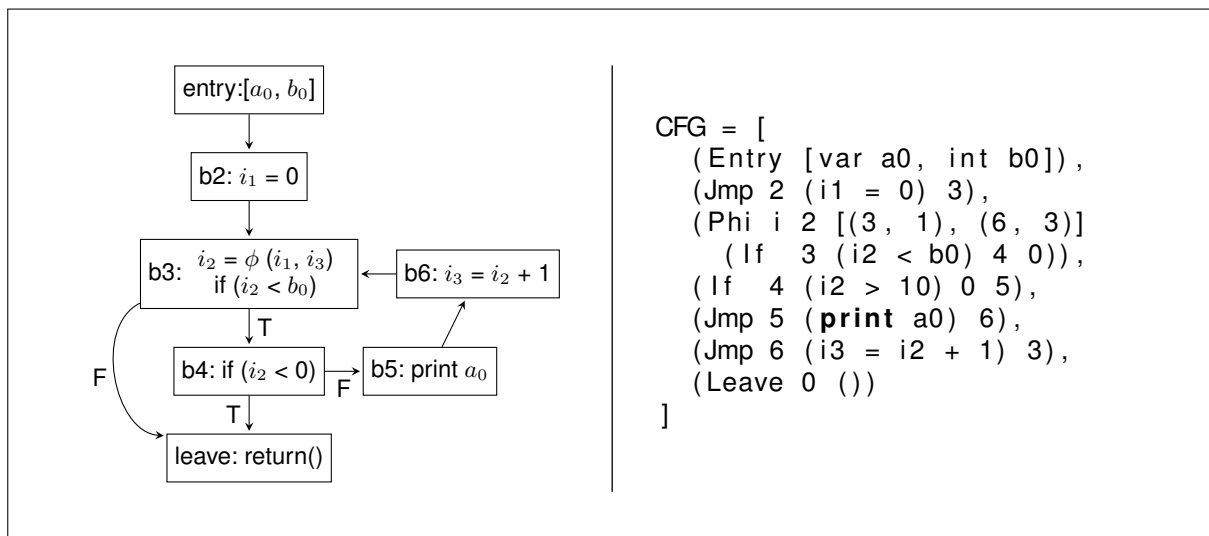 entry:[a₀, b₀]
b2: i₁ = 0
b3: i₂ = ϕ (i₁, i₃)
if (i₂ < b₀)
b6: i₃ = i₂ + 1
T
F
b4: if (i₂ < 0)
F
b5: print a₀
T
leave: return()
CFG = [
(Entry [var a0, int b0]),
(Jmp 2 (i1 = 0) 3),
(Phi i 2 [(3, 1), (6, 3)]
(If 3 (i2 < b0) 4 0)),
(If 4 (i2 > 10) 0 5),
(Jmp 5 (print a0) 6),
(Jmp 6 (i3 = i2 + 1) 3),
(Leave 0 ())
]